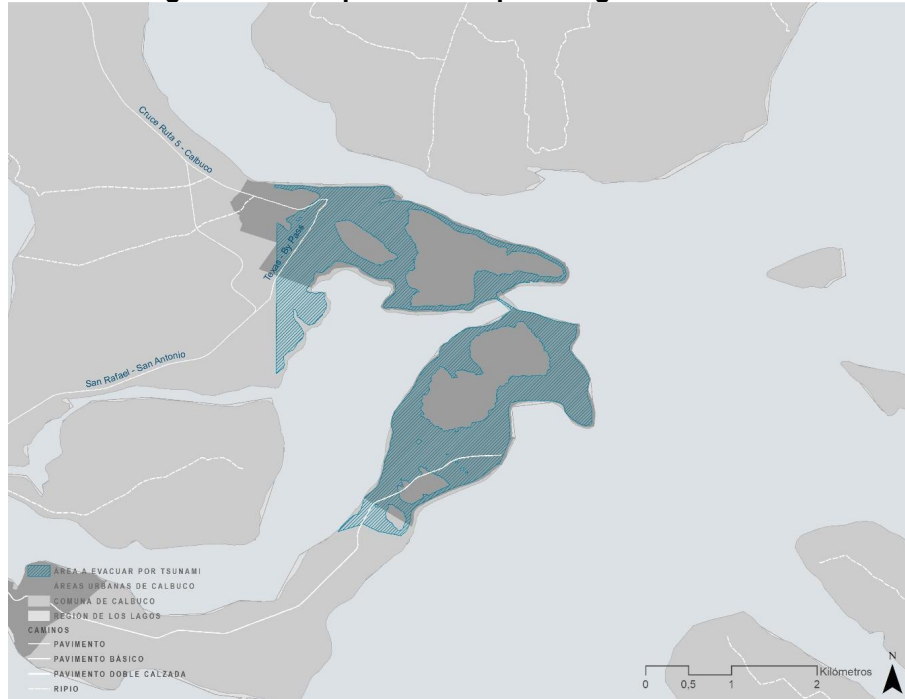 Cruce Ruta 5 - Calbuco
Texas - By Pass
San Rafael - San Antonio
ÁREA A EVACUAR POR TSUNAMI
ÁREAS URBANAS DE CALBUCO
COMUNA DE CALBUCO
REGIÓN DE LOS LAGOS
CAMINOS
PAVIMENTO
PAVIMENTO BÁSICO
PAVIMENTO DOBLE CALZADA
RIPIO
Kilómetros
0 0,5 1 2
N